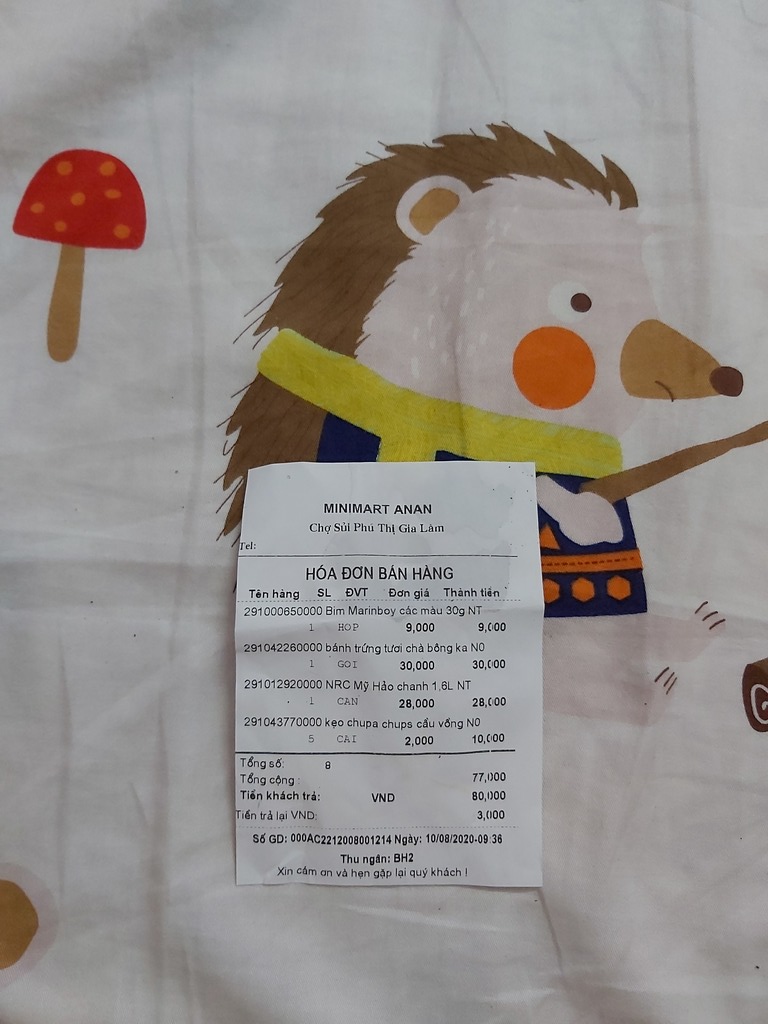 MINIMART ANAN
Chợ Sủi Phú Thị Gia Lâm
Tel:
HÓA ĐƠN BÁN HÀNG
Tên hàng SL ĐVT Đơn giá Thành tiền
291000650000 Bim Marinboy các màu 30g NT
1 HOP 9,000 9,000
291042260000 bánh trứng tươi chà bông ka N0
1 GOI 30,000 30,000
291012920000 NRC Mỹ Hảo chanh 1,6L NT
1 CAN 28,000 28,000
291043770000 kẹo chupa chups cầu vồng N0
5 CAI 2,000 10,000
Tổng số: 8
Tổng cộng : 77,000
Tiền khách trả: VND 80,000
Tiền trả lại VND: 3,000
Số GD: 000AC2212008001214 Ngày: 10/08/2020-09:36
Thu ngân: BH2
Xin cảm ơn và hẹn gặp lại quý khách !